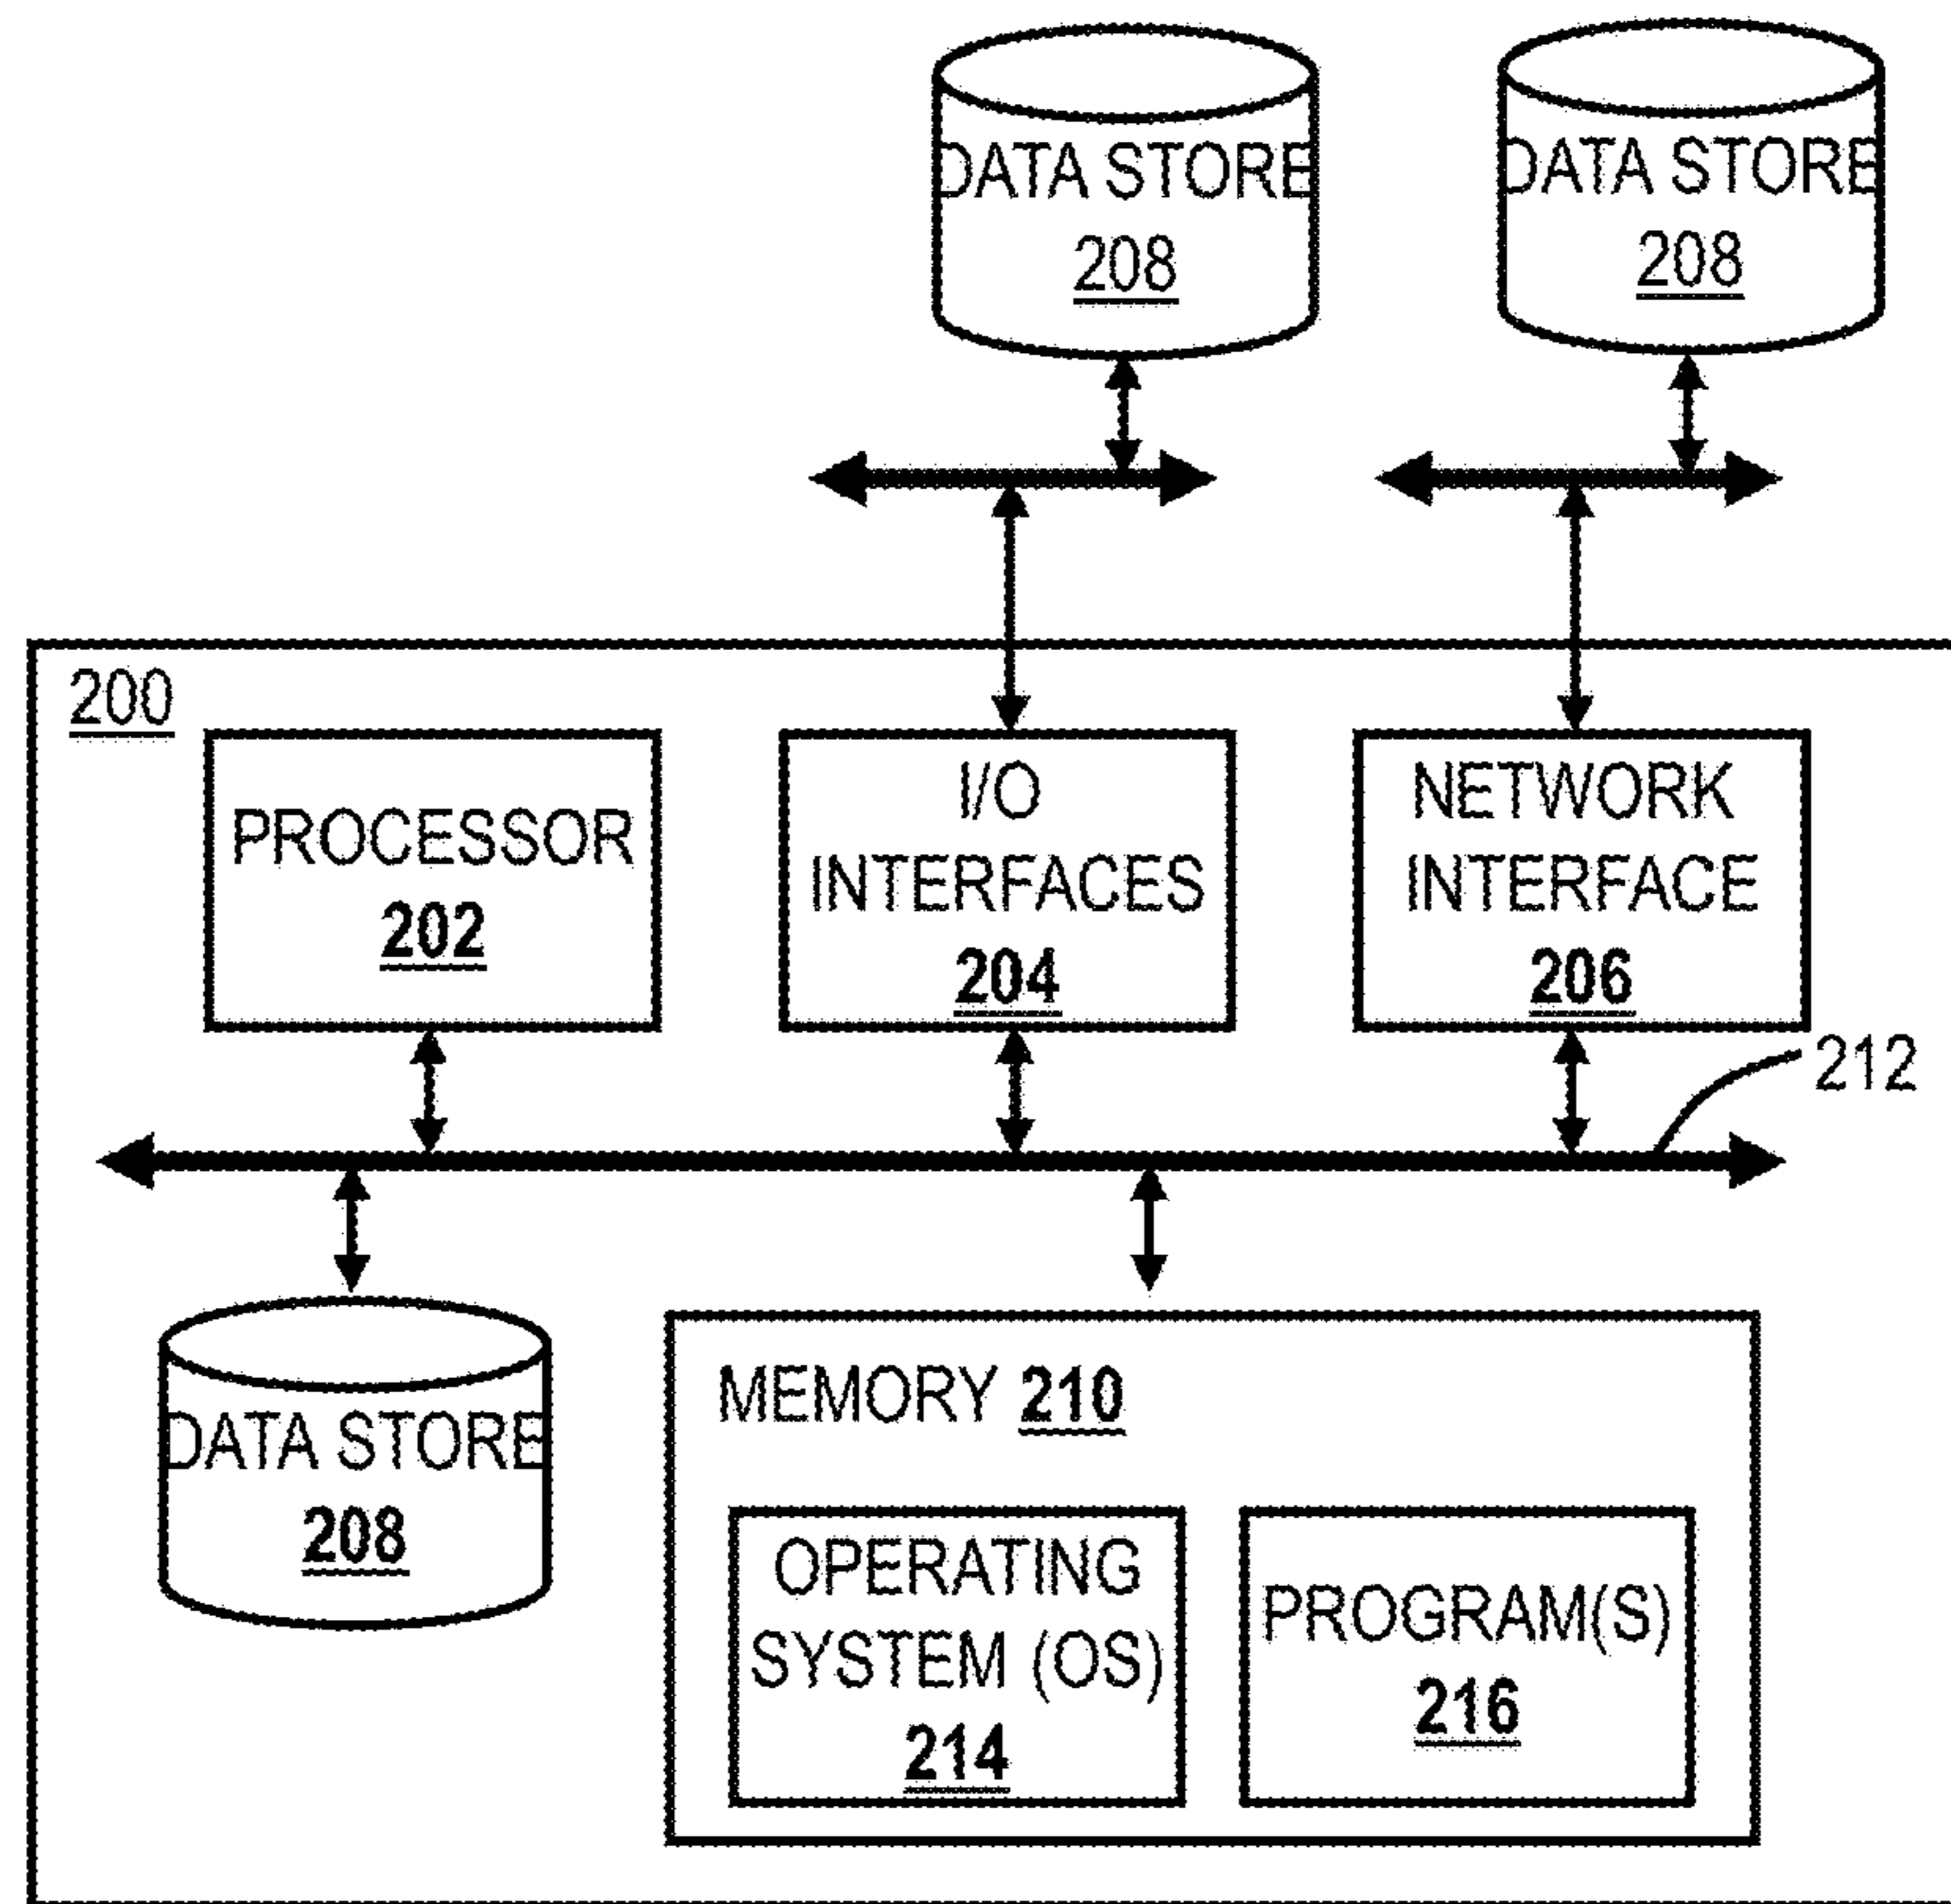 DATA STORE
208
DATA STORE
208
200
PROCESSOR
202
I/O
INTERFACES
204
NETWORK
INTERFACE
206
212
DATA STORE
208
MEMORY 210
OPERATING
SYSTEM (OS)
214
PROGRAM(S)
216